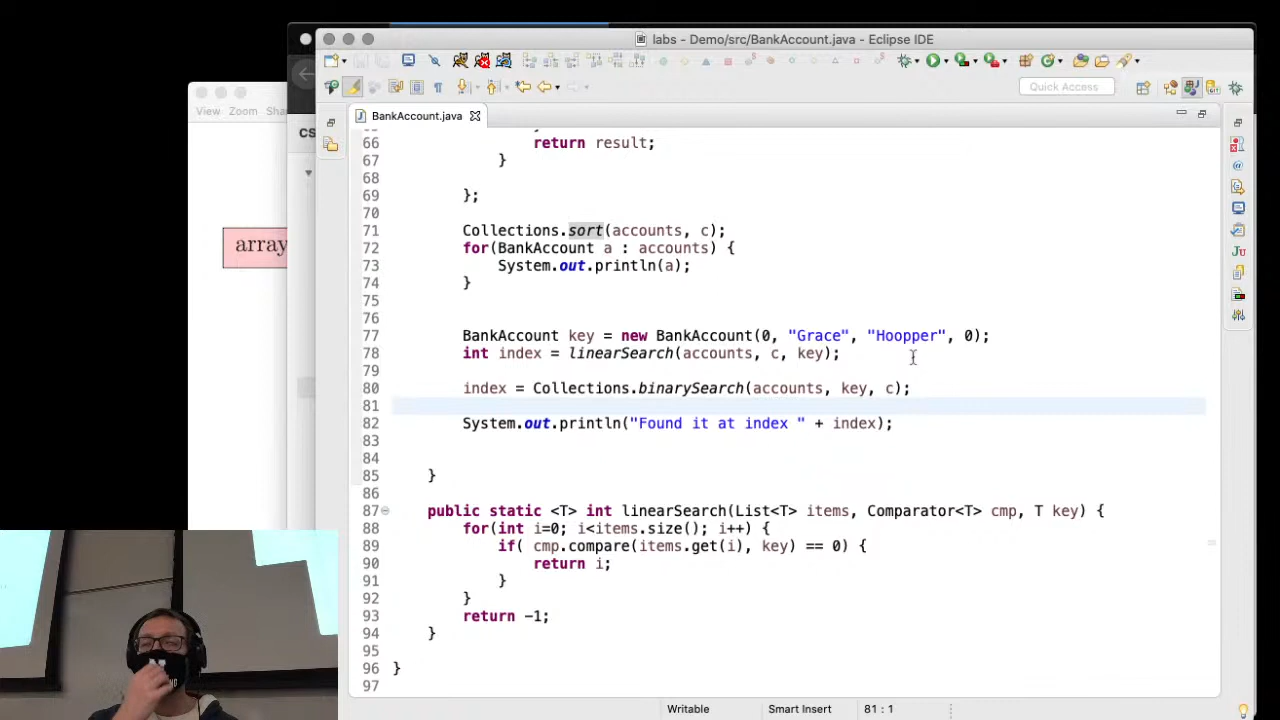 labs - Demo/src/BankAccount.java - Eclipse IDE
View Zoom
Quick Access
BankAccount.java
CS
array
66 return result;
67 }
68
69 };
70
71 Collections.sort(accounts, c);
72 for(BankAccount a : accounts) {
73 System.out.println(a);
74 }
75
76
77 BankAccount key = new BankAccount(0, "Grace", "Hoopper", 0);
78 int index = linearSearch(accounts, c, key);
79
80 index = Collections.binarySearch(accounts, key, c);
81
82 System.out.println("Found it at index " + index);
83
84
85 }
86
87 public static <T> int linearSearch(List<T> items, Comparator<T> cmp, T key) {
88 for(int i=0; i<items.size(); i++) {
89 if( cmp.compare(items.get(i), key) == 0) {
90 return i;
91 }
92 }
93 return -1;
94 }
95
96 }
97
Writable Smart Insert 81 : 1